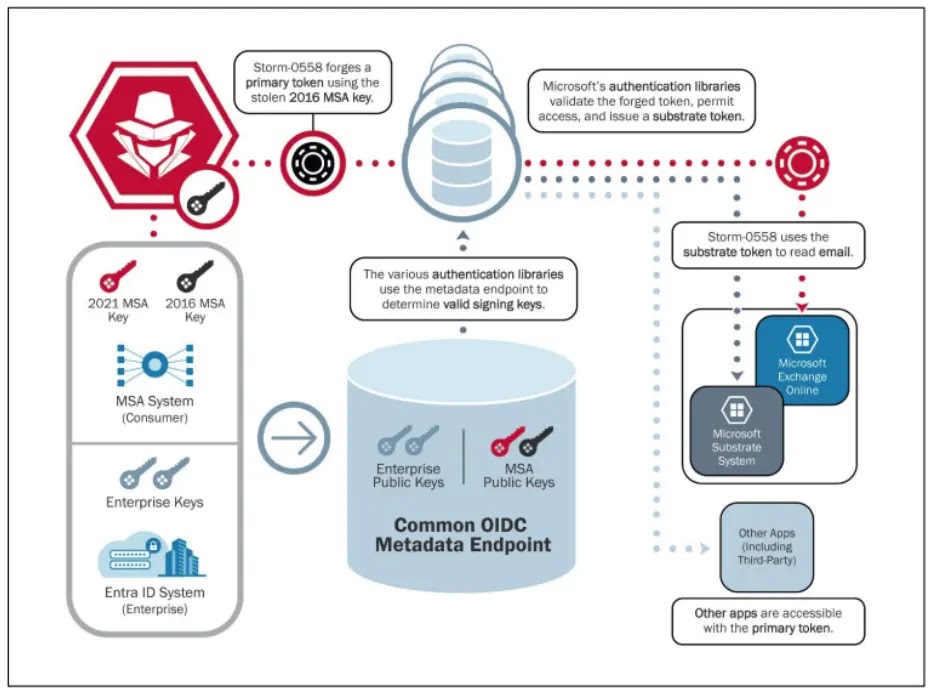 Storm-0558 forges a
primary token using the
stolen 2016 MSA key.
Microsoft's authentication libraries
validate the forged token, permit
access, and issue a substrate token.
Storm-0558 uses the
substrate token to read email.
The various authentication libraries
use the metadata endpoint to
determine valid signing keys.
2021 MSA
Key
2016 MSA
Key
MSA System
(Consumer)
Enterprise Keys
Entra ID System
(Enterprise)
Enterprise
Public Keys
MSA
Public Keys
Common OIDC
Metadata Endpoint
Microsoft
Exchange
Online
Microsoft
Substrate
System
Other Apps
(Including
Third-Party)
Other apps are accessible
with the primary token.